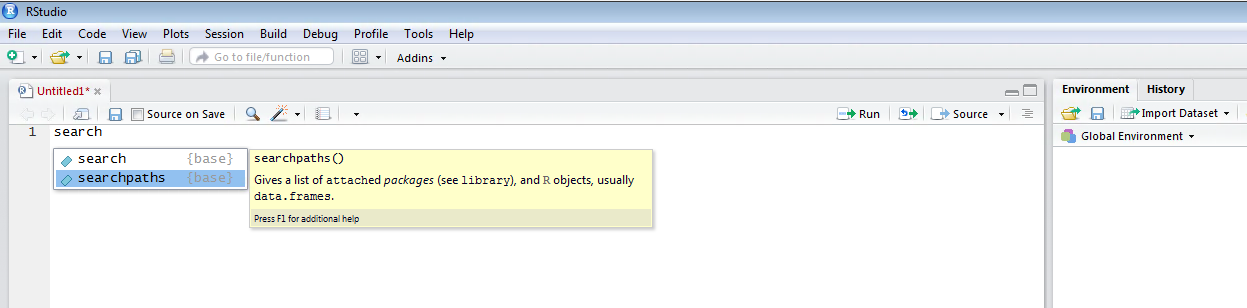 RStudio
File Edit Code View Plots Session Build Debug Profile Tools Help
Go to file/function Addins
Untitled1*
Environment History
Source on Save Run Source Import Dataset
1 search
Global Environment
search {base} searchpaths()
searchpaths {base} Gives a list of attached packages (see library), and R objects, usually
data.frames.
Press F1 for additional help